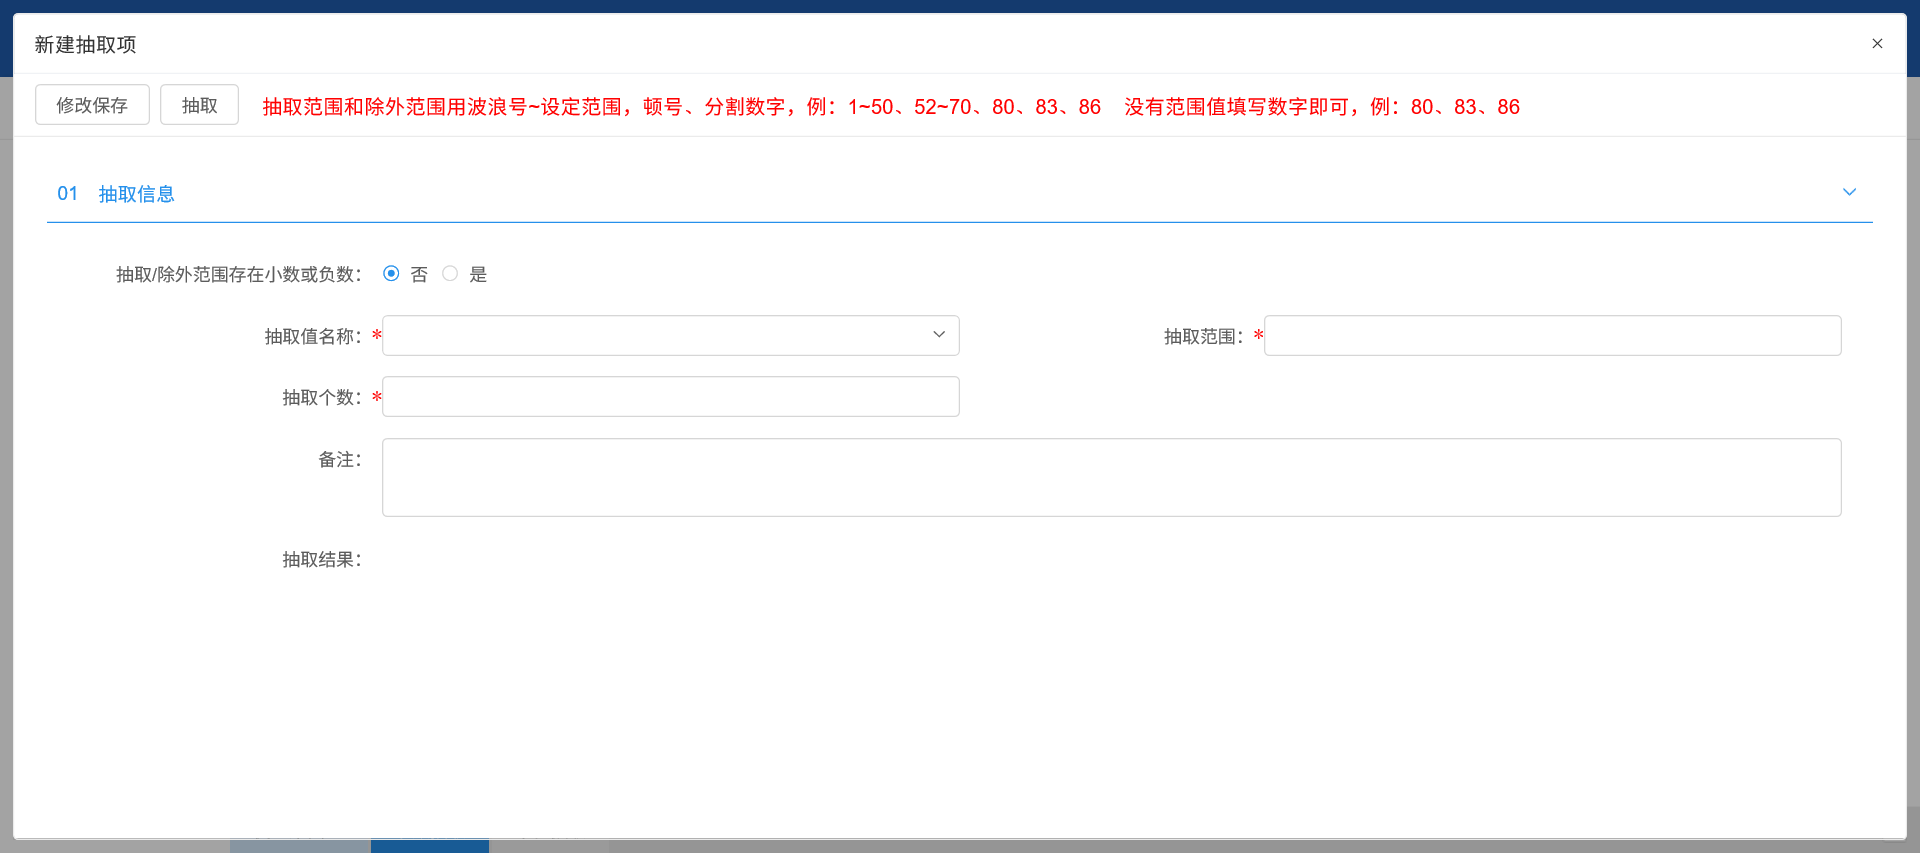 新建抽取项
修改保存 抽取 抽取范围和除外范围用波浪号~设定范围，顿号、分割数字，例：1~50、52~70、80、83、86 没有范围值填写数字即可，例：80、83、86
01 抽取信息
抽取/除外范围存在小数或负数： 否 是
抽取值名称：* 抽取范围：*
抽取个数：*
备注：
抽取结果：